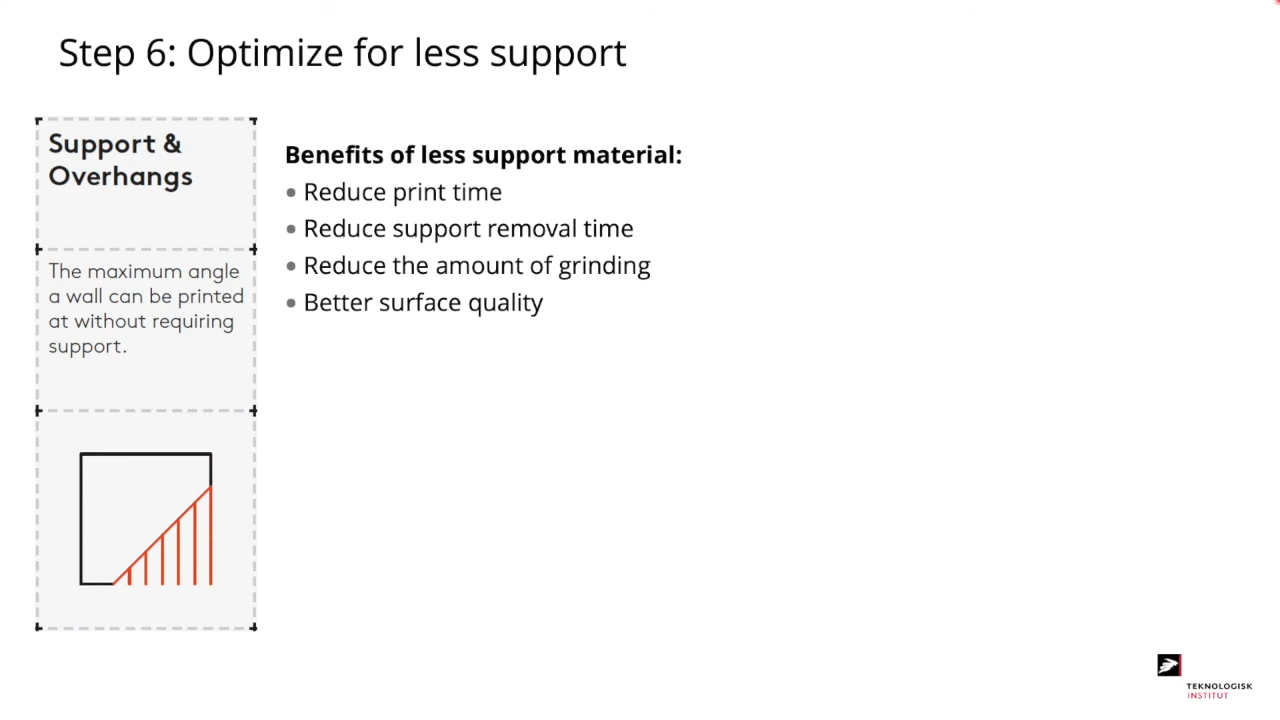 Step 6: Optimize for less support
Support &
Overhangs
The maximum angle
a wall can be printed
at without requiring
support.
Benefits of less support material:
• Reduce print time
• Reduce support removal time
• Reduce the amount of grinding
• Better surface quality
TEKNOLOGISK
INSTITUT